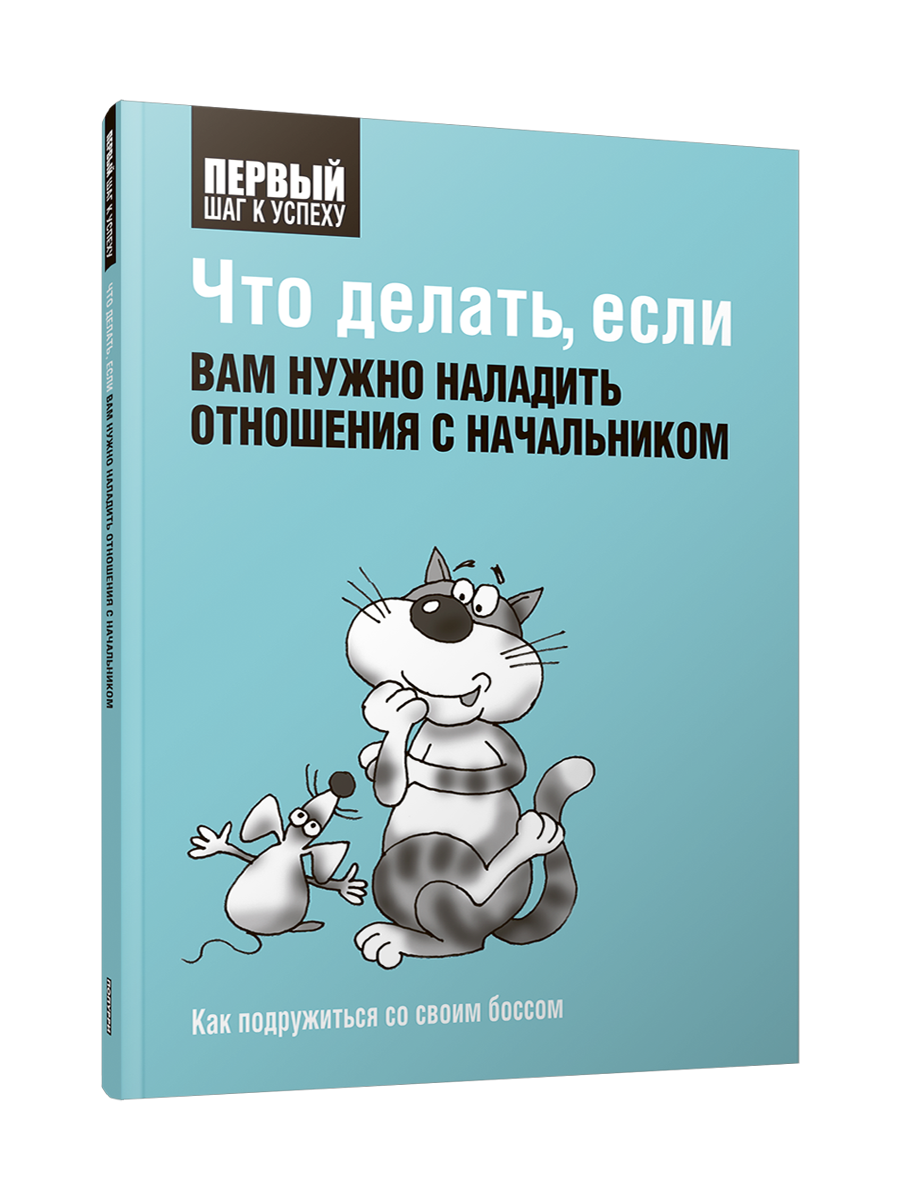 ПЕРВЫЙ
ШАГ К УСПЕХУ
Что делать, если
ВАМ НУЖНО НАЛАДИТЬ
ОТНОШЕНИЯ С НАЧАЛЬНИКОМ
Как подружиться со своим боссом
ПЕРВЫЙ ШАГ К УСПЕХУ
ЧТО ДЕЛАТЬ, ЕСЛИ ВАМ НУЖНО НАЛАДИТЬ ОТНОШЕНИЯ С НАЧАЛЬНИКОМ
ПОПУРРИ